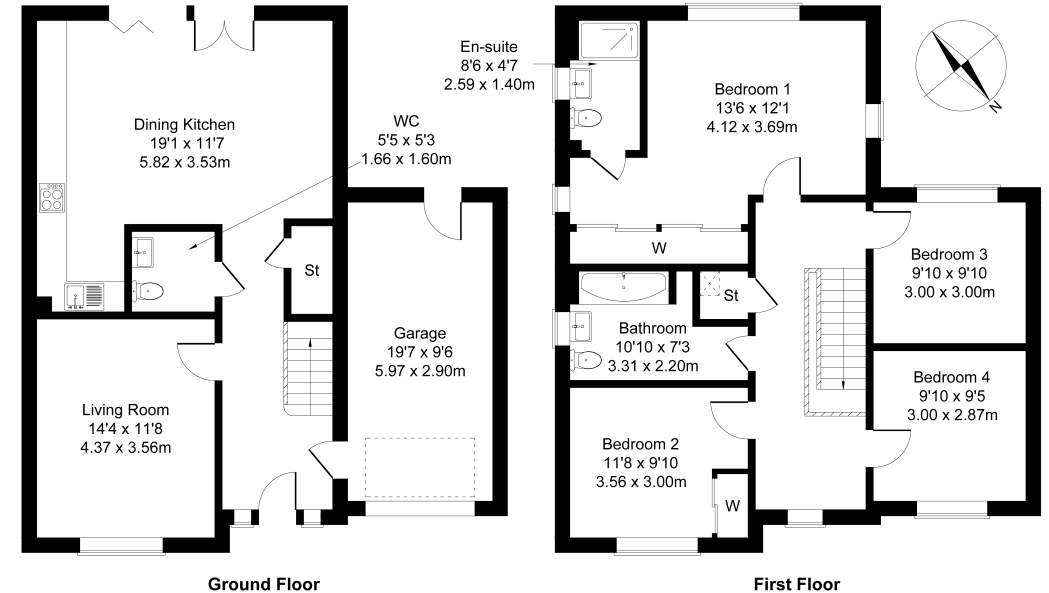 Dining Kitchen
19'1 x 11'7
5.82 x 3.53m
WC
5'5 x 5'3
1.66 x 1.60m
St
Garage
19'7 x 9'6
5.97 x 2.90m
Living Room
14'4 x 11'8
4.37 x 3.56m
Ground Floor
En-suite
8'6 x 4'7
2.59 x 1.40m
Bedroom 1
13'6 x 12'1
4.12 x 3.69m
N
W
St
Bedroom 3
9'10 x 9'10
3.00 x 3.00m
Bathroom
10'10 x 7'3
3.31 x 2.20m
Bedroom 4
9'10 x 9'5
3.00 x 2.87m
Bedroom 2
11'8 x 9'10
3.56 x 3.00m
W
First Floor